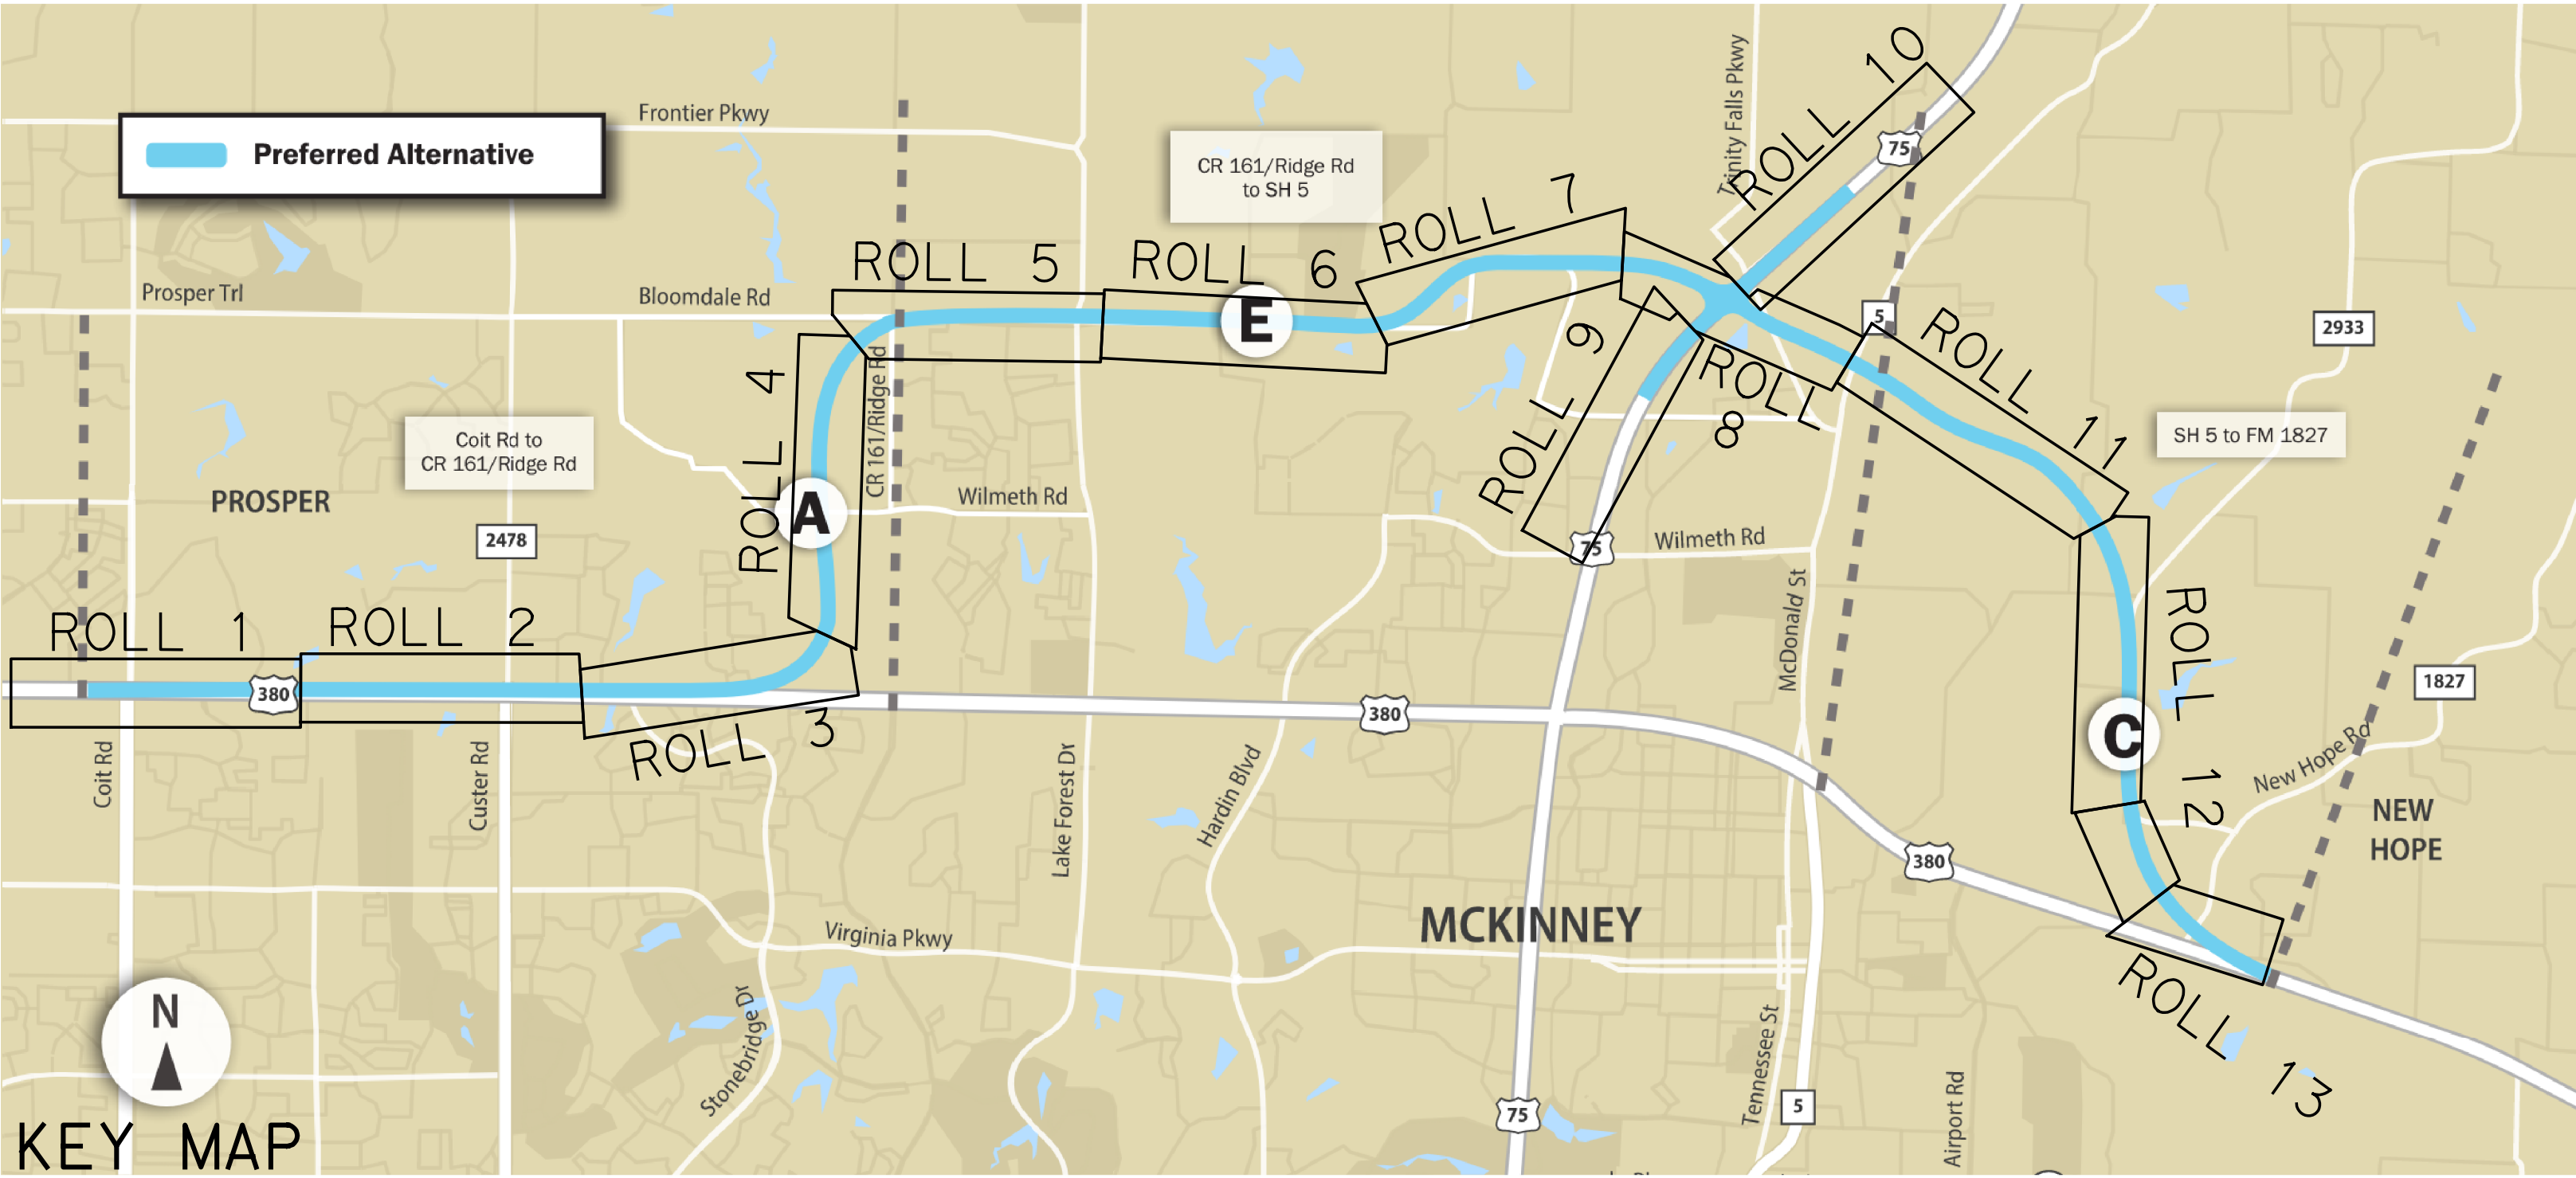 Frontier Pkwy
Preferred Alternative
Trinity Falls Pkwy
ROLL 10
75
CR 161/Ridge Rd
to SH 5
ROLL 7
ROLL 5
ROLL 6
Prosper Trl
Bloomdale Rd
E
5
2933
ROLL 4
CR 161/Ridge Rd
ROLL 9
ROLL 8
ROLL 11
Coit Rd to
CR 161/Ridge Rd
SH 5 to FM 1827
PROSPER
2478
A
Wilmeth Rd
75
Wilmeth Rd
McDonald St
ROLL 1
ROLL 2
380
ROLL 3
380
ROLL 12
C
1827
New Hope Rd
NEW
HOPE
Coit Rd
Custer Rd
Lake Forest Dr
Hardin Blvd
380
MCKINNEY
Virginia Pkwy
Stonebridge Dr
N
ROLL 13
Tennessee St
75
5
Airport Rd
KEY MAP